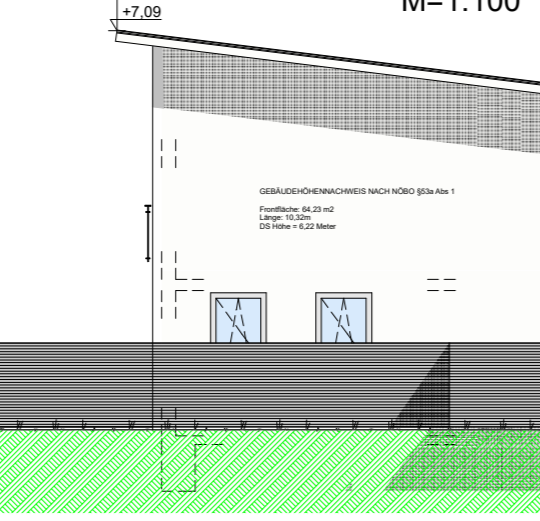 M=1:100
+7,09
GEBÄUDEHÖHENNACHWEIS NACH NÖBO §53a Abs 1
Frontfläche: 64,23 m2
Länge: 10,32m
DS Höhe = 6,22 Meter